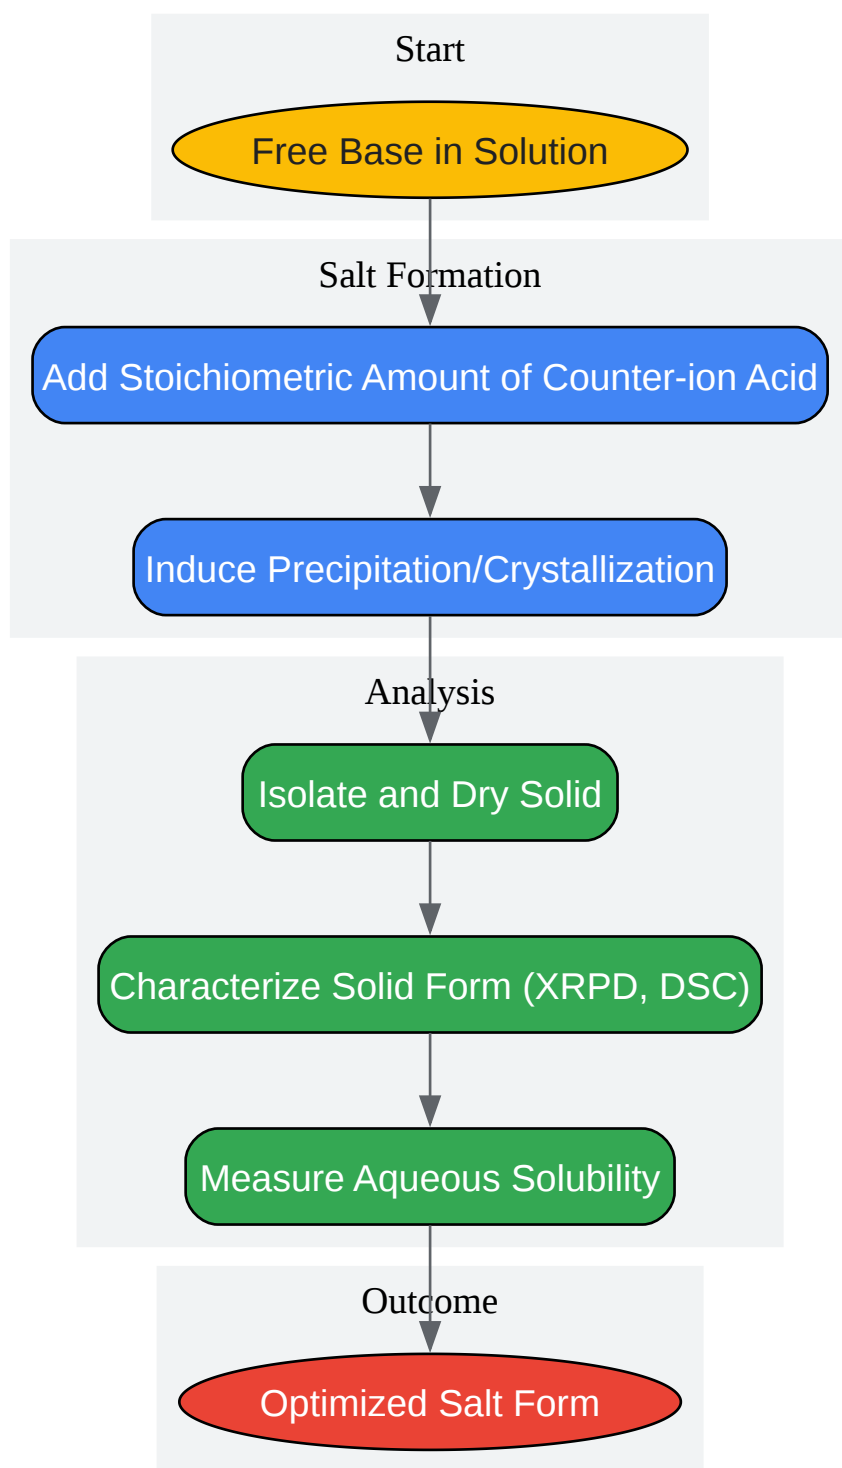 Start
Free Base in Solution
Salt Formation
Add Stoichiometric Amount of Counter-ion Acid
Induce Precipitation/Crystallization
Analysis
Isolate and Dry Solid
Characterize Solid Form (XRPD, DSC)
Measure Aqueous Solubility
Outcome
Optimized Salt Form